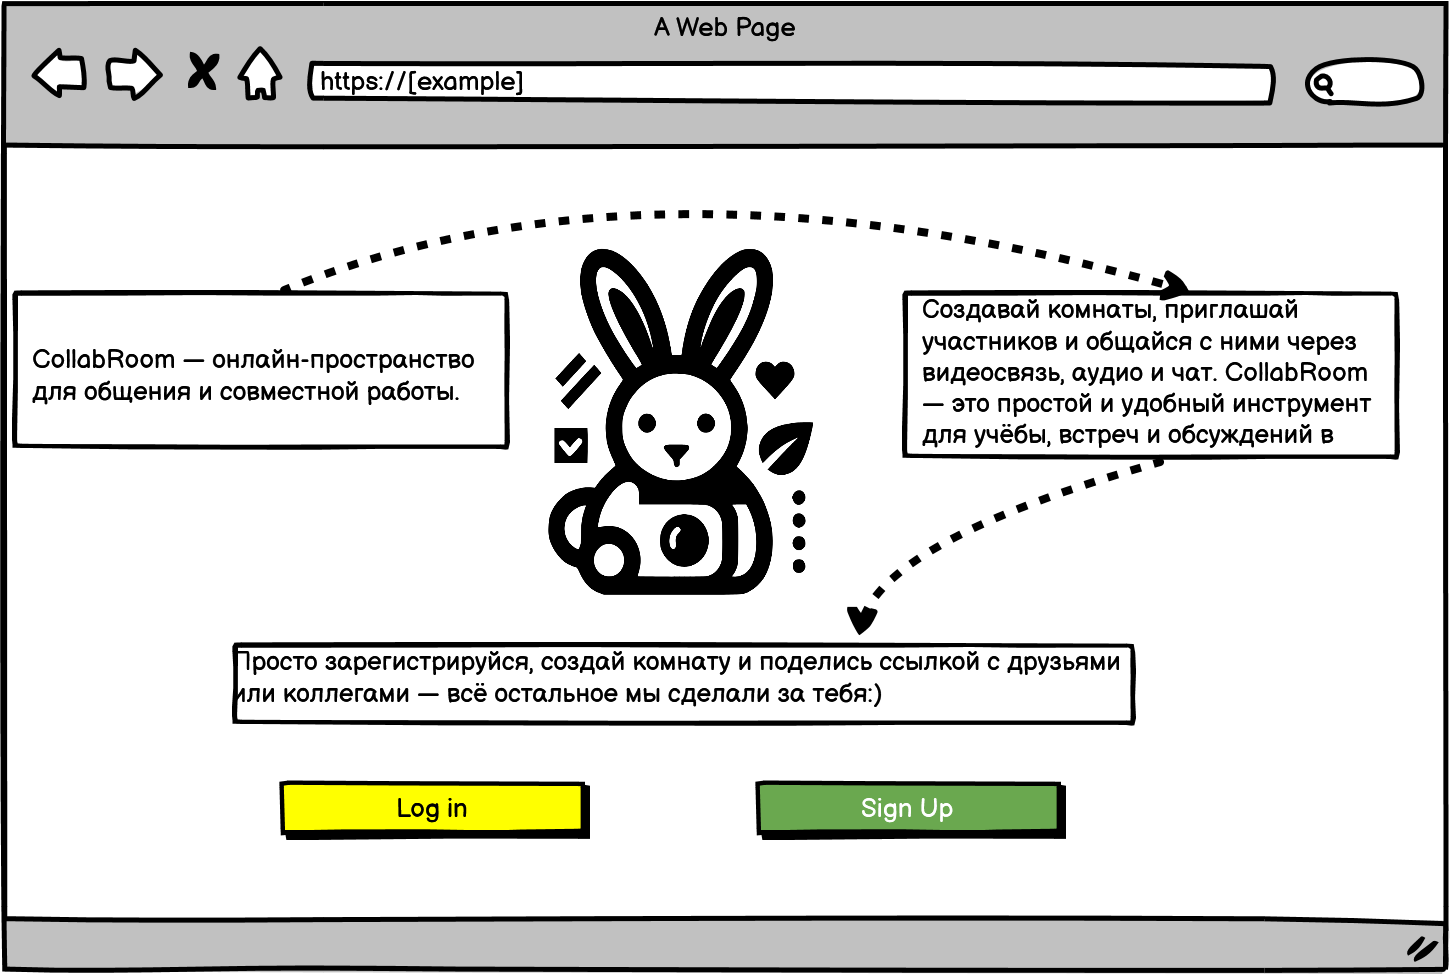 A Web Page
https://[example]
CollabRoom — онлайн-пространство
для общения и совместной работы.
Создавай комнаты, приглашай
участников и общайся с ними через
видеосвязь, аудио и чат. CollabRoom
— это простой и удобный инструмент
для учёбы, встреч и обсуждений в
Просто зарегистрируйся, создай комнату и поделись ссылкой с друзьями
или коллегами — всё остальное мы сделали за тебя:)
Log in
Sign Up